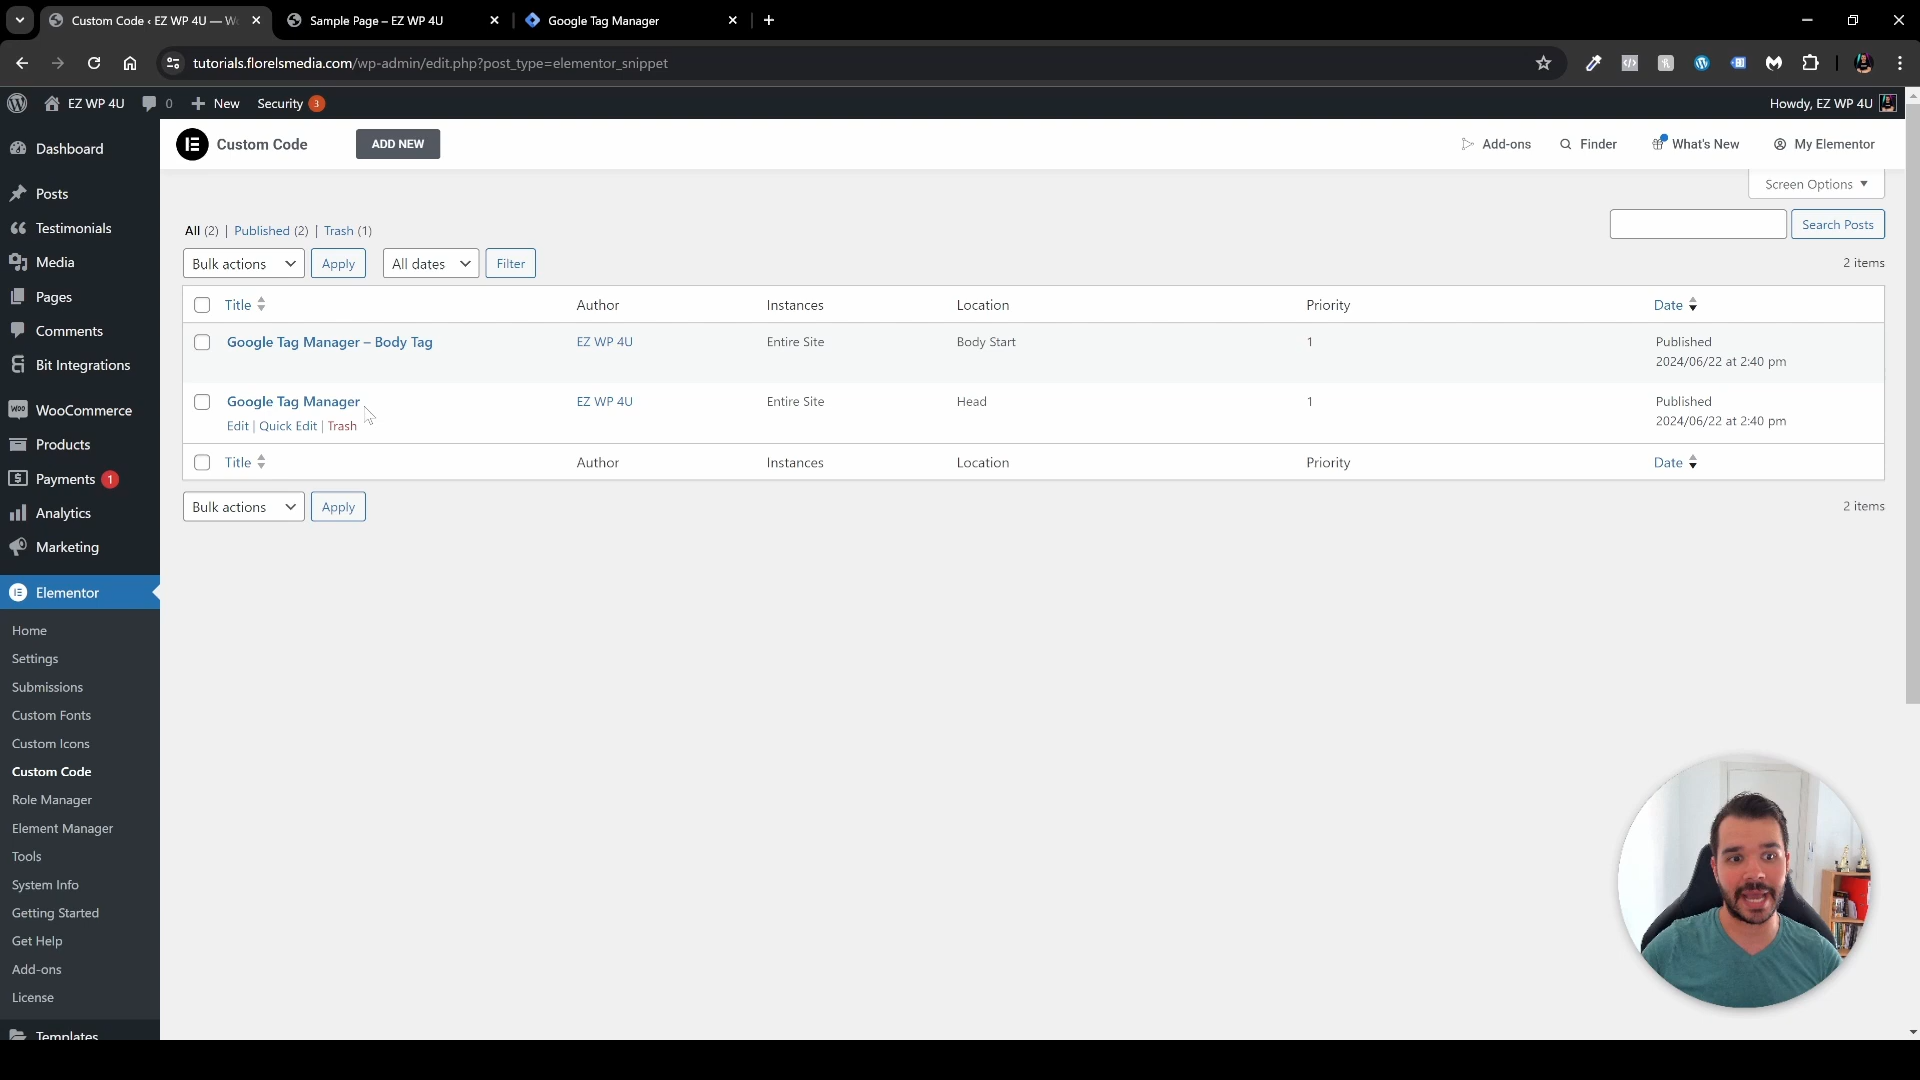 Custom Code ‹ EZ WP 4U — W
Sample Page – EZ WP 4U
Google Tag Manager
tutorials.florelsmedia.com/wp-admin/edit.php?post_type=elementor_snippet
EZ WP 4U
0
New
Security 3
Howdy, EZ WP 4U
Dashboard
Posts
Testimonials
Media
Pages
Comments
Bit Integrations
WooCommerce
Products
Payments 1
Analytics
Marketing
Elementor
Home
Settings
Submissions
Custom Fonts
Custom Icons
Custom Code
Role Manager
Element Manager
Tools
System Info
Getting Started
Get Help
Add-ons
License
Templates
Custom Code
ADD NEW
Add-ons
Finder
What's New
My Elementor
Screen Options
All (2) | Published (2) | Trash (1)
Search Posts
Bulk actions
Apply
All dates
Filter
2 items
Title
Author
Instances
Location
Priority
Date
Google Tag Manager – Body Tag
EZ WP 4U
Entire Site
Body Start
1
Published
2024/06/22 at 2:40 pm
Google Tag Manager
EZ WP 4U
Entire Site
Head
1
Published
2024/06/22 at 2:40 pm
Edit | Quick Edit | Trash
Title
Author
Instances
Location
Priority
Date
Bulk actions
Apply
2 items